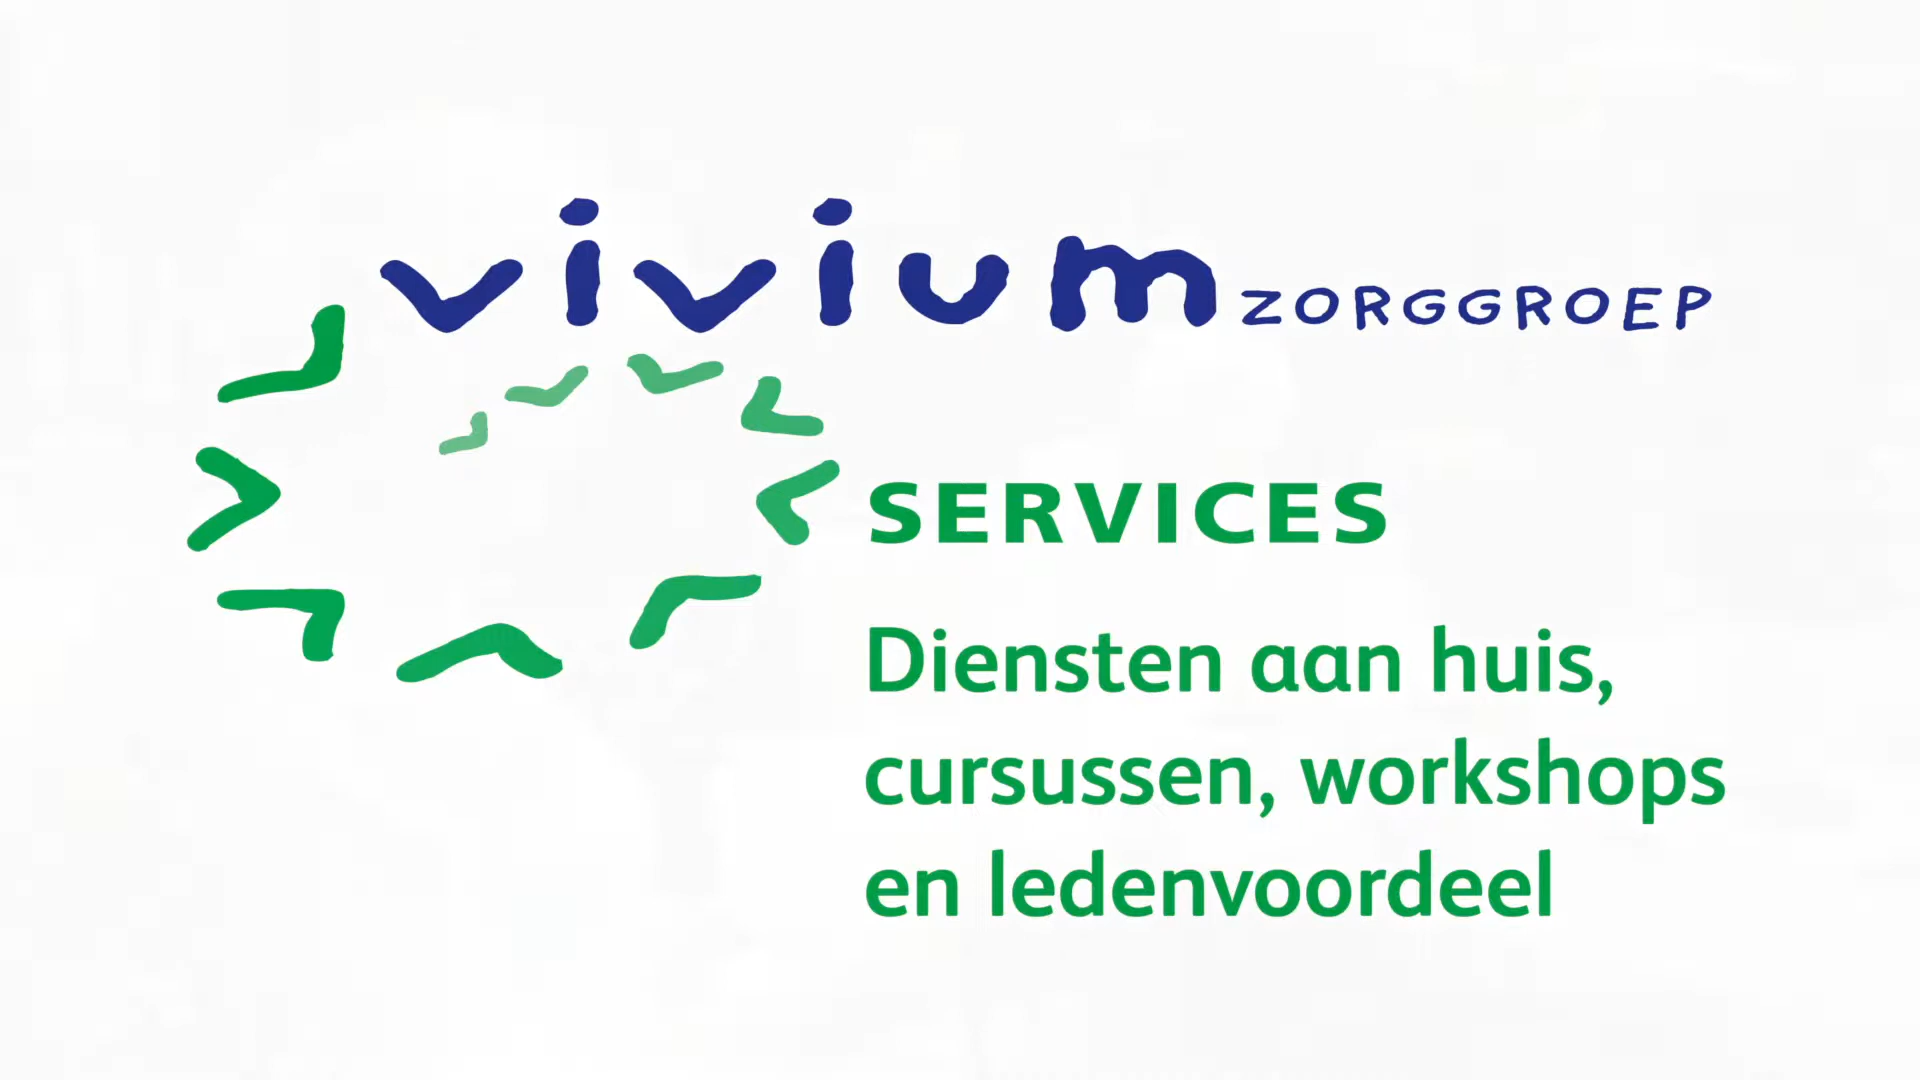 vivium ZORGGROEP
SERVICES
Diensten aan huis,
cursussen, workshops
en ledenvoordeel